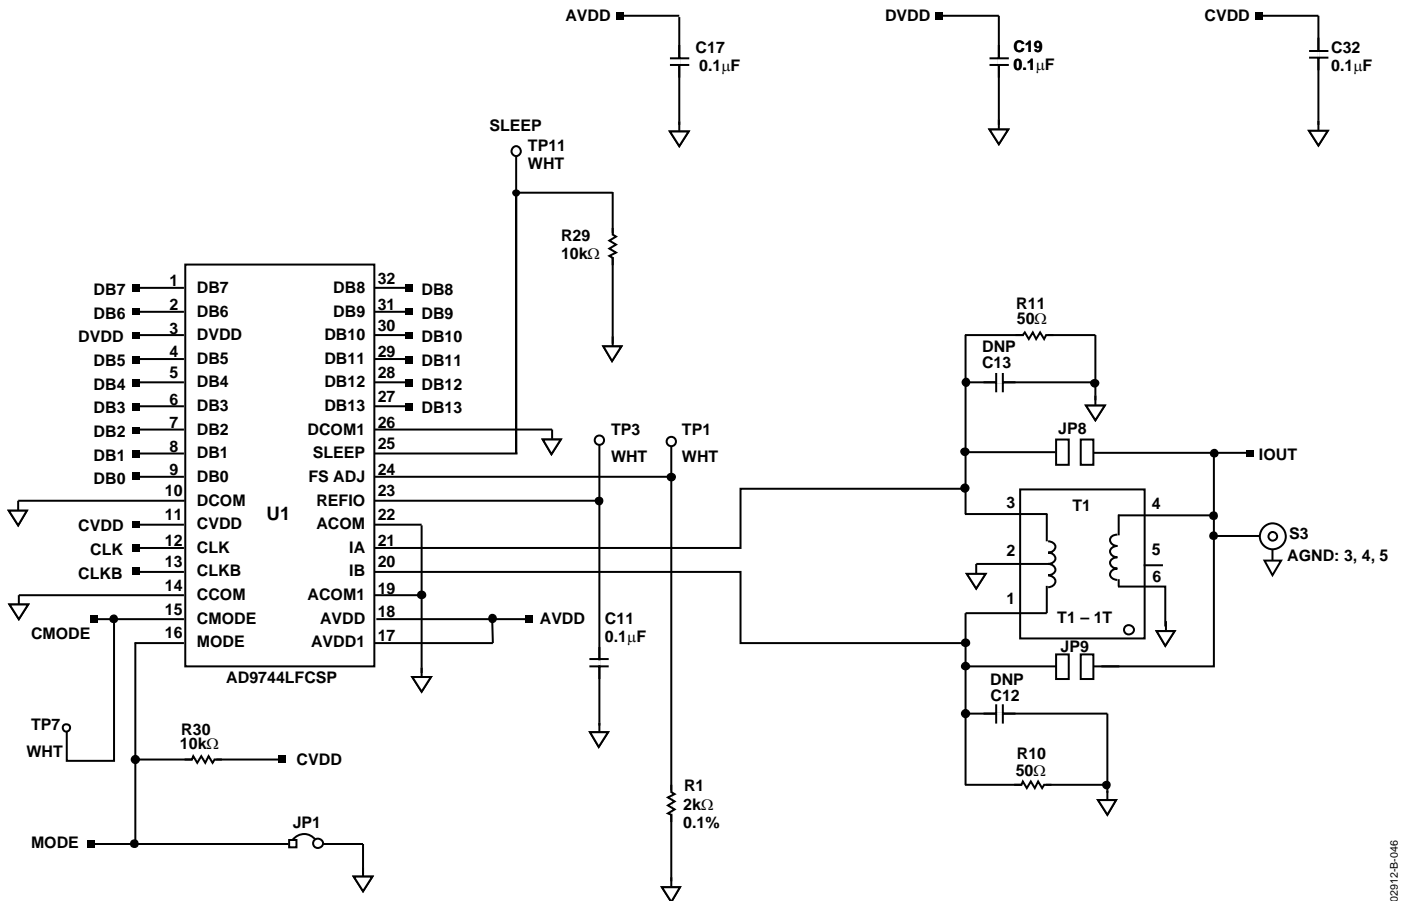 AVDD
C17
0.1µF
DVDD
C19
0.1µF
CVDD
C32
0.1µF
SLEEP
TP11
WHT
R29
10kΩ
DB7 1 DB7
DB6 2 DB6
DVDD 3 DVDD
DB5 4 DB5
DB4 5 DB4
DB3 6 DB3
DB2 7 DB2
DB1 8 DB1
DB0 9 DB0
10 DCOM
CVDD 11 CVDD
CLK 12 CLK
CLKB 13 CLKB
14 CCOM
CMODE 15 CMODE
16 MODE
U1
DB8 32 DB8
DB9 31 DB9
DB10 30 DB10
DB11 29 DB11
DB12 28 DB12
DB13 27 DB13
DCOM1 26
SLEEP 25
FS ADJ 24
REFIO 23
ACOM 22
IA 21
IB 20
ACOM1 19
AVDD 18 AVDD
AVDD1 17
AD9744LFCSP
TP3
WHT
TP1
WHT
C11
0.1µF
R1
2kΩ
0.1%
TP7
WHT
R30
10kΩ
CVDD
MODE
JP1
R11
50Ω
DNP
C13
JP8
IOUT
3
T1
4
2
5
6
1
T1 – 1T
S3
AGND: 3, 4, 5
JP9
DNP
C12
R10
50Ω
02912-B-046